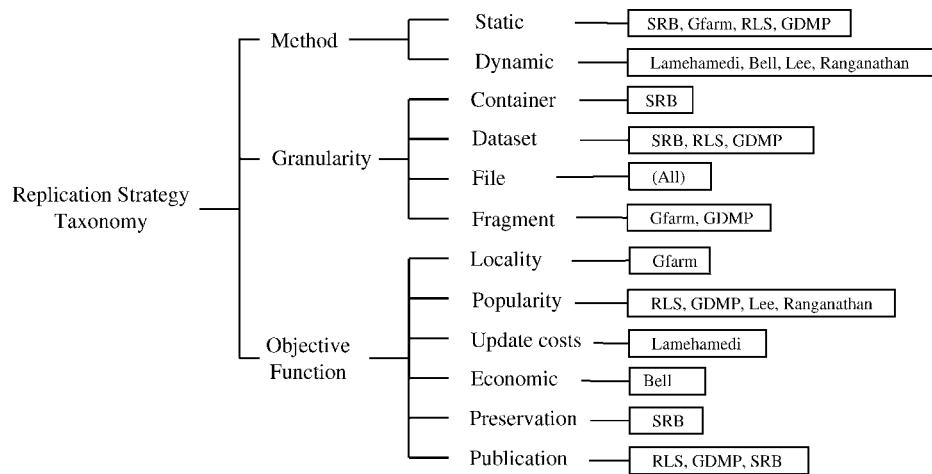 Replication Strategy
Taxonomy
Method
Static
SRB, Gfarm, RLS, GDMP
Dynamic
Lamehamedi, Bell, Lee, Ranganathan
Granularity
Container
SRB
Dataset
SRB, RLS, GDMP
File
(All)
Fragment
Gfarm, GDMP
Objective
Function
Locality
Gfarm
Popularity
RLS, GDMP, Lee, Ranganathan
Update costs
Lamehamedi
Economic
Bell
Preservation
SRB
Publication
RLS, GDMP, SRB